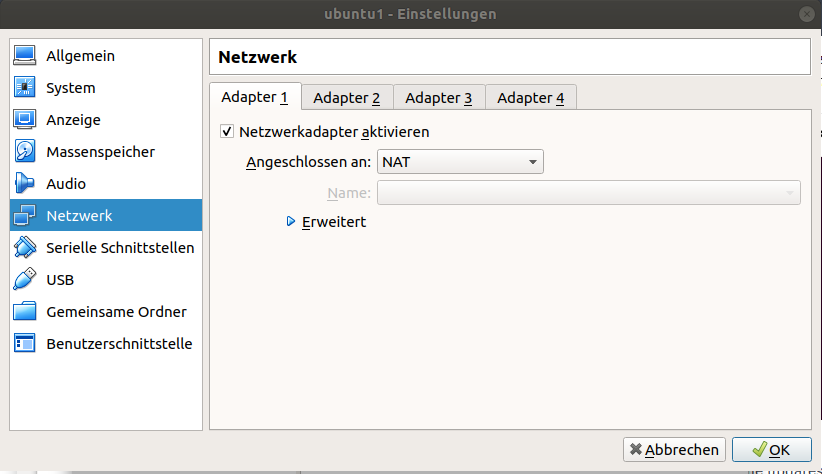 ubuntu1 - Einstellungen
Allgemein
System
Anzeige
Massenspeicher
Audio
Netzwerk
Serielle Schnittstellen
USB
Gemeinsame Ordner
Benutzerschnittstelle
Netzwerk
Adapter 1 Adapter 2 Adapter 3 Adapter 4
Netzwerkadapter aktivieren
Angeschlossen an: NAT
Name:
Erweitert
Abbrechen OK